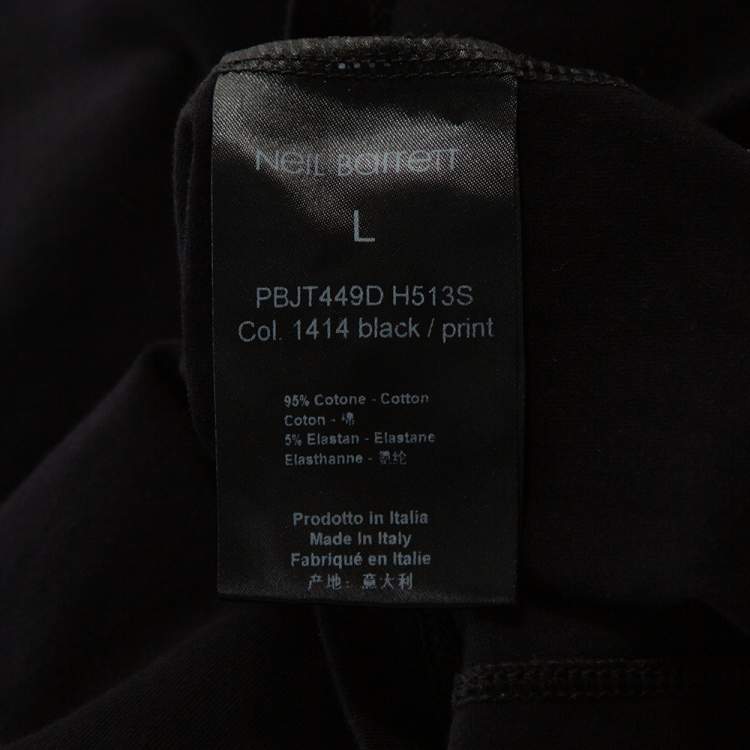 Neil Barrett
L
PBJT449D H513S
Col. 1414 black / print
95% Cotone - Cotton
Coton - 棉
5% Elastan - Elastane
Elasthanne - 氨纶
Prodotto in Italia
Made In Italy
Fabriqué en Italie
产地：意大利